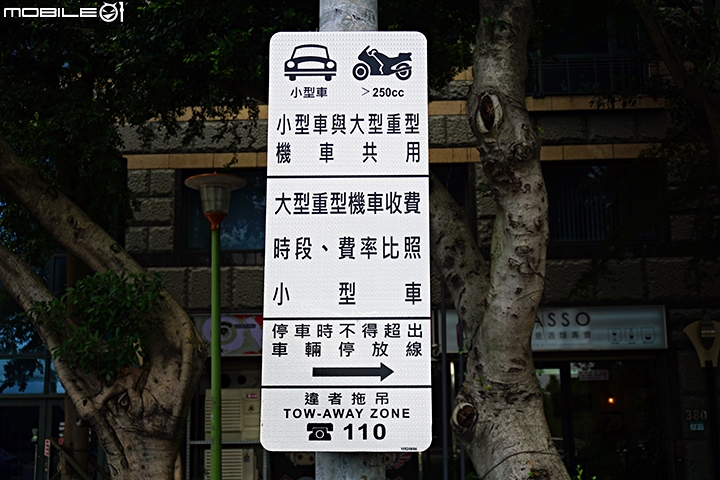 MOBILE01
小型車
>250cc
小型車與大型重型
機車共用
大型重型機車收費
時段、費率比照
小型車
停車時不得超出
車輛停放線
違者拖吊
TOW-AWAY ZONE
110
ASSO
380